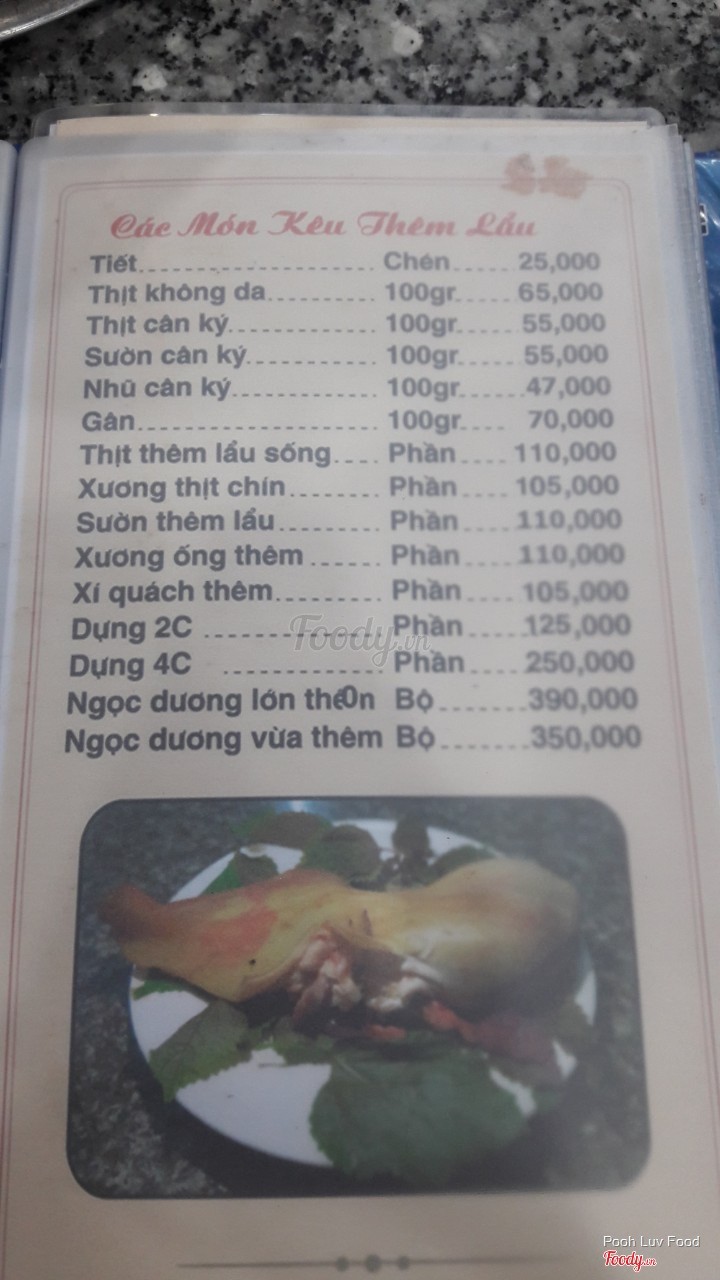 Các Món Kêu Thêm Lẩu
Tiết Chén 25,000
Thịt không da 100gr 65,000
Thịt cân ký 100gr 55,000
Sườn cân ký 100gr 55,000
Nhũ cân ký 100gr 47,000
Gân 100gr 70,000
Thịt thêm lẩu sống Phần 110,000
Xương thịt chín Phần 105,000
Sườn thêm lẩu Phần 110,000
Xương ống thêm Phần 110,000
Xí quách thêm Phần 105,000
Dựng 2C Phần 125,000
Dựng 4C Phần 250,000
Ngọc dương lớn thê0n Bộ 390,000
Ngọc dương vừa thêm Bộ 350,000
Foody.vn
Pooh Luv Food
Foody.vn